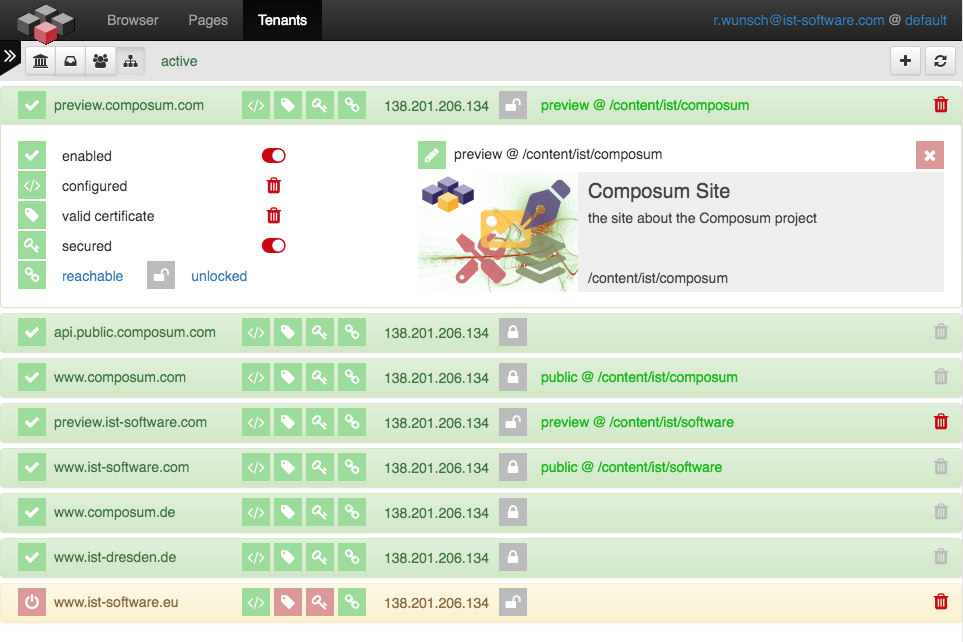 Browser Pages Tenants r.wunsch@ist-software.com @ default
active
preview.composum.com 138.201.206.134 preview @ /content/ist/composum
enabled preview @ /content/ist/composum
configured Composum Site
valid certificate the site about the Composum project
secured
reachable unlocked /content/ist/composum
api.public.composum.com 138.201.206.134
www.composum.com 138.201.206.134 public @ /content/ist/composum
preview.ist-software.com 138.201.206.134 preview @ /content/ist/software
www.ist-software.com 138.201.206.134 public @ /content/ist/software
www.composum.de 138.201.206.134
www.ist-dresden.de 138.201.206.134
www.ist-software.eu 138.201.206.134